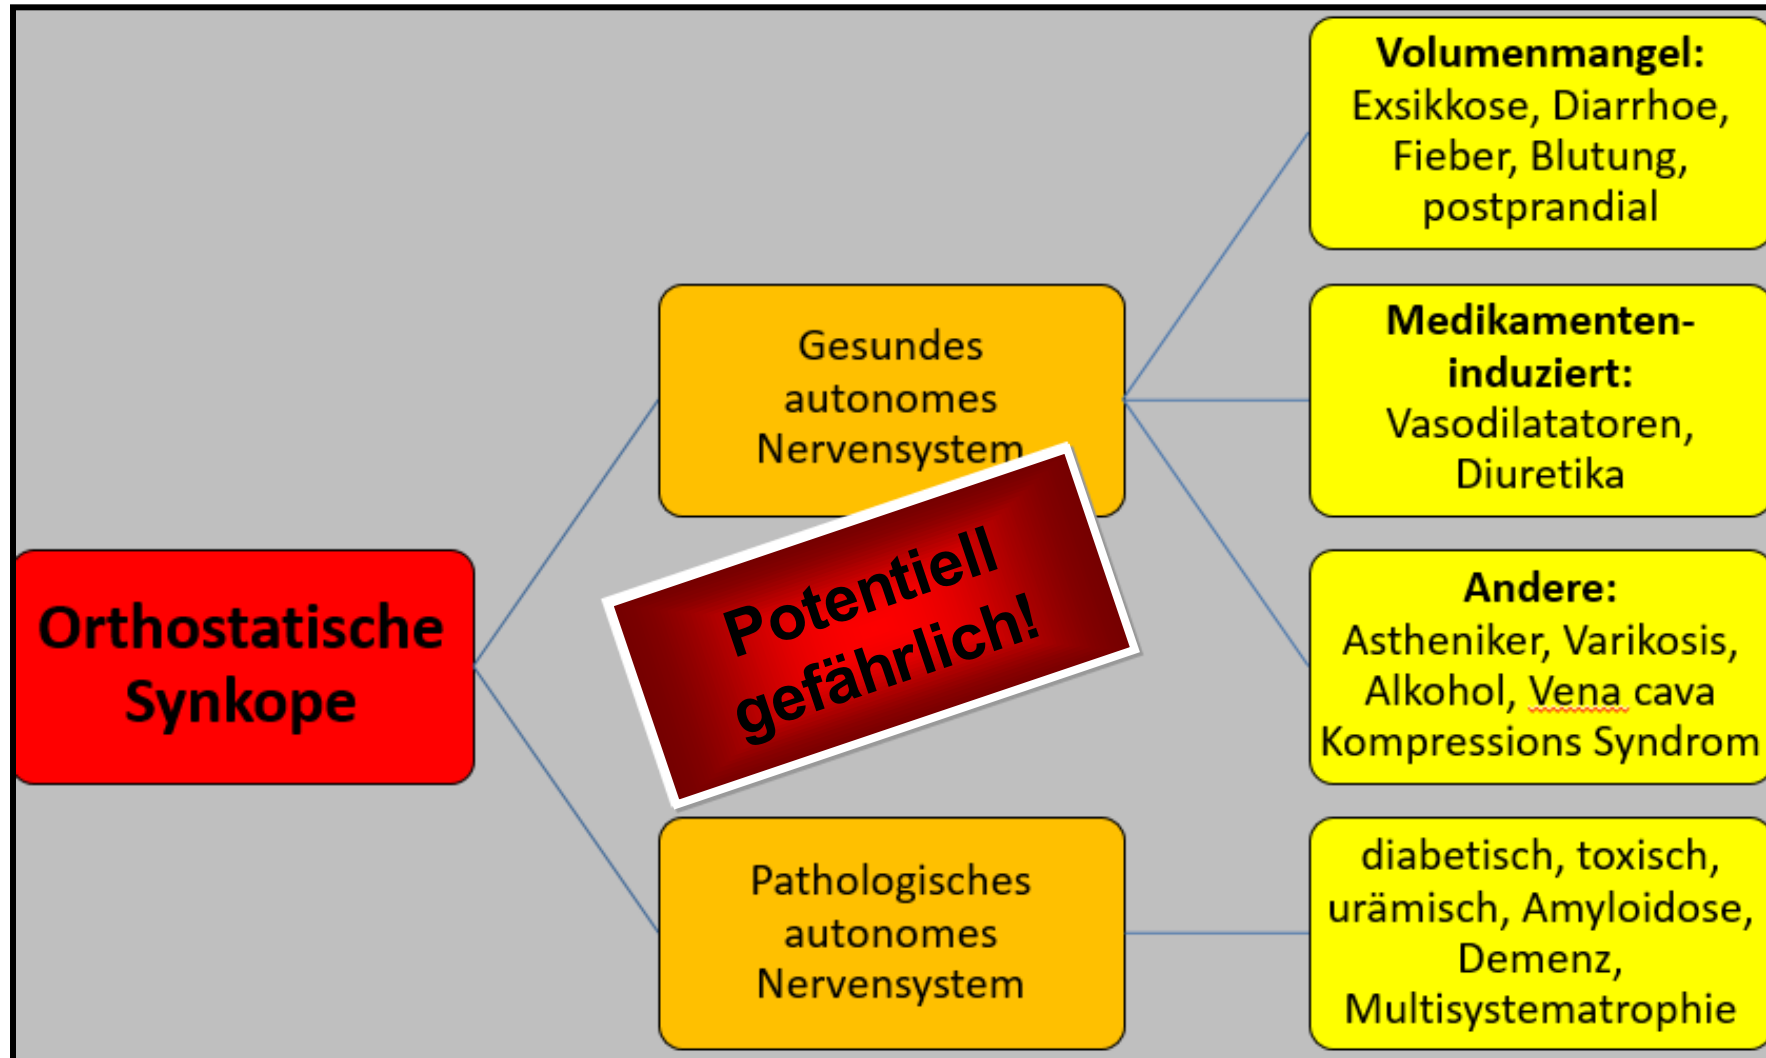 Orthostatische
Synkope
Gesundes
autonomes
Nervensystem
Potentiell
gefährlich!
Pathologisches
autonomes
Nervensystem
Volumenmangel:
Exsikkose, Diarrhoe,
Fieber, Blutung,
postprandial
Medikamenten-
induziert:
Vasodilatatoren,
Diuretika
Andere:
Astheniker, Varikosis,
Alkohol, Vena cava
Kompressions Syndrom
diabetisch, toxisch,
urämisch, Amyloidose,
Demenz,
Multisystematrophie